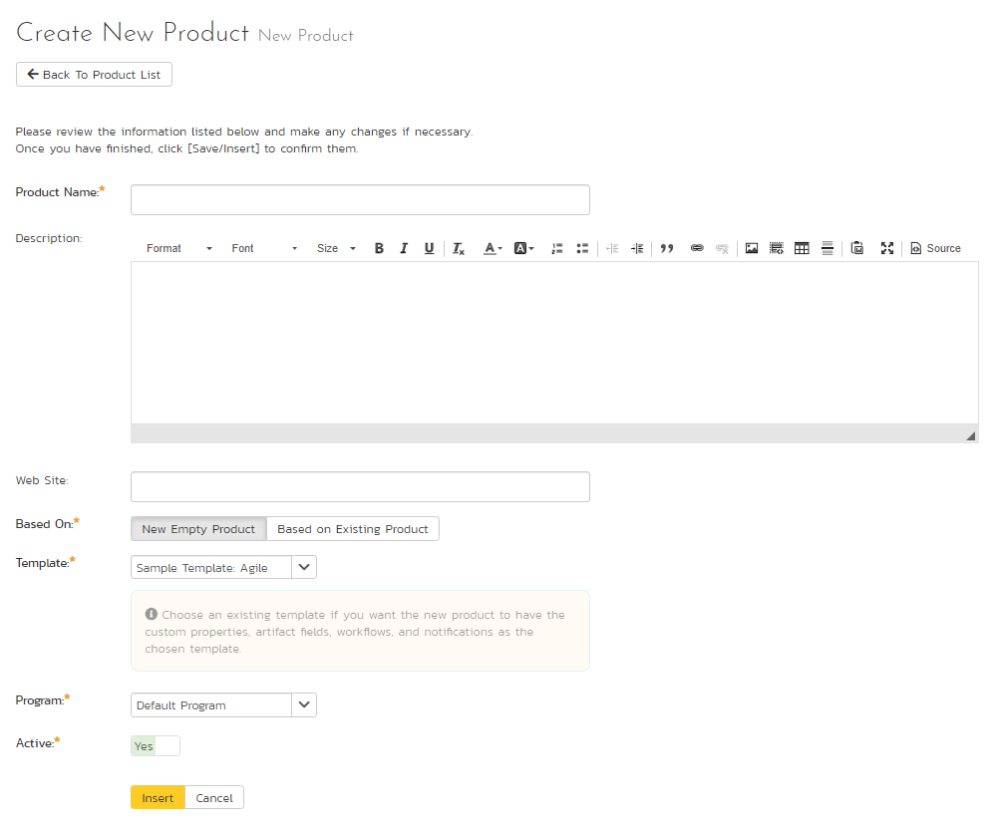 Create New Product New Product
Back To Product List
Please review the information listed below and make any changes if necessary.
Once you have finished, click [Save/Insert] to confirm them.
Product Name:*
Description:
Format Font Size B I U Ix A A Source
Web Site:
Based On:* New Empty Product Based on Existing Product
Template:* Sample Template: Agile
Choose an existing template if you want the new product to have the
custom properties, artifact fields, workflows, and notifications as the
chosen template.
Program:* Default Program
Active:* Yes
Insert Cancel